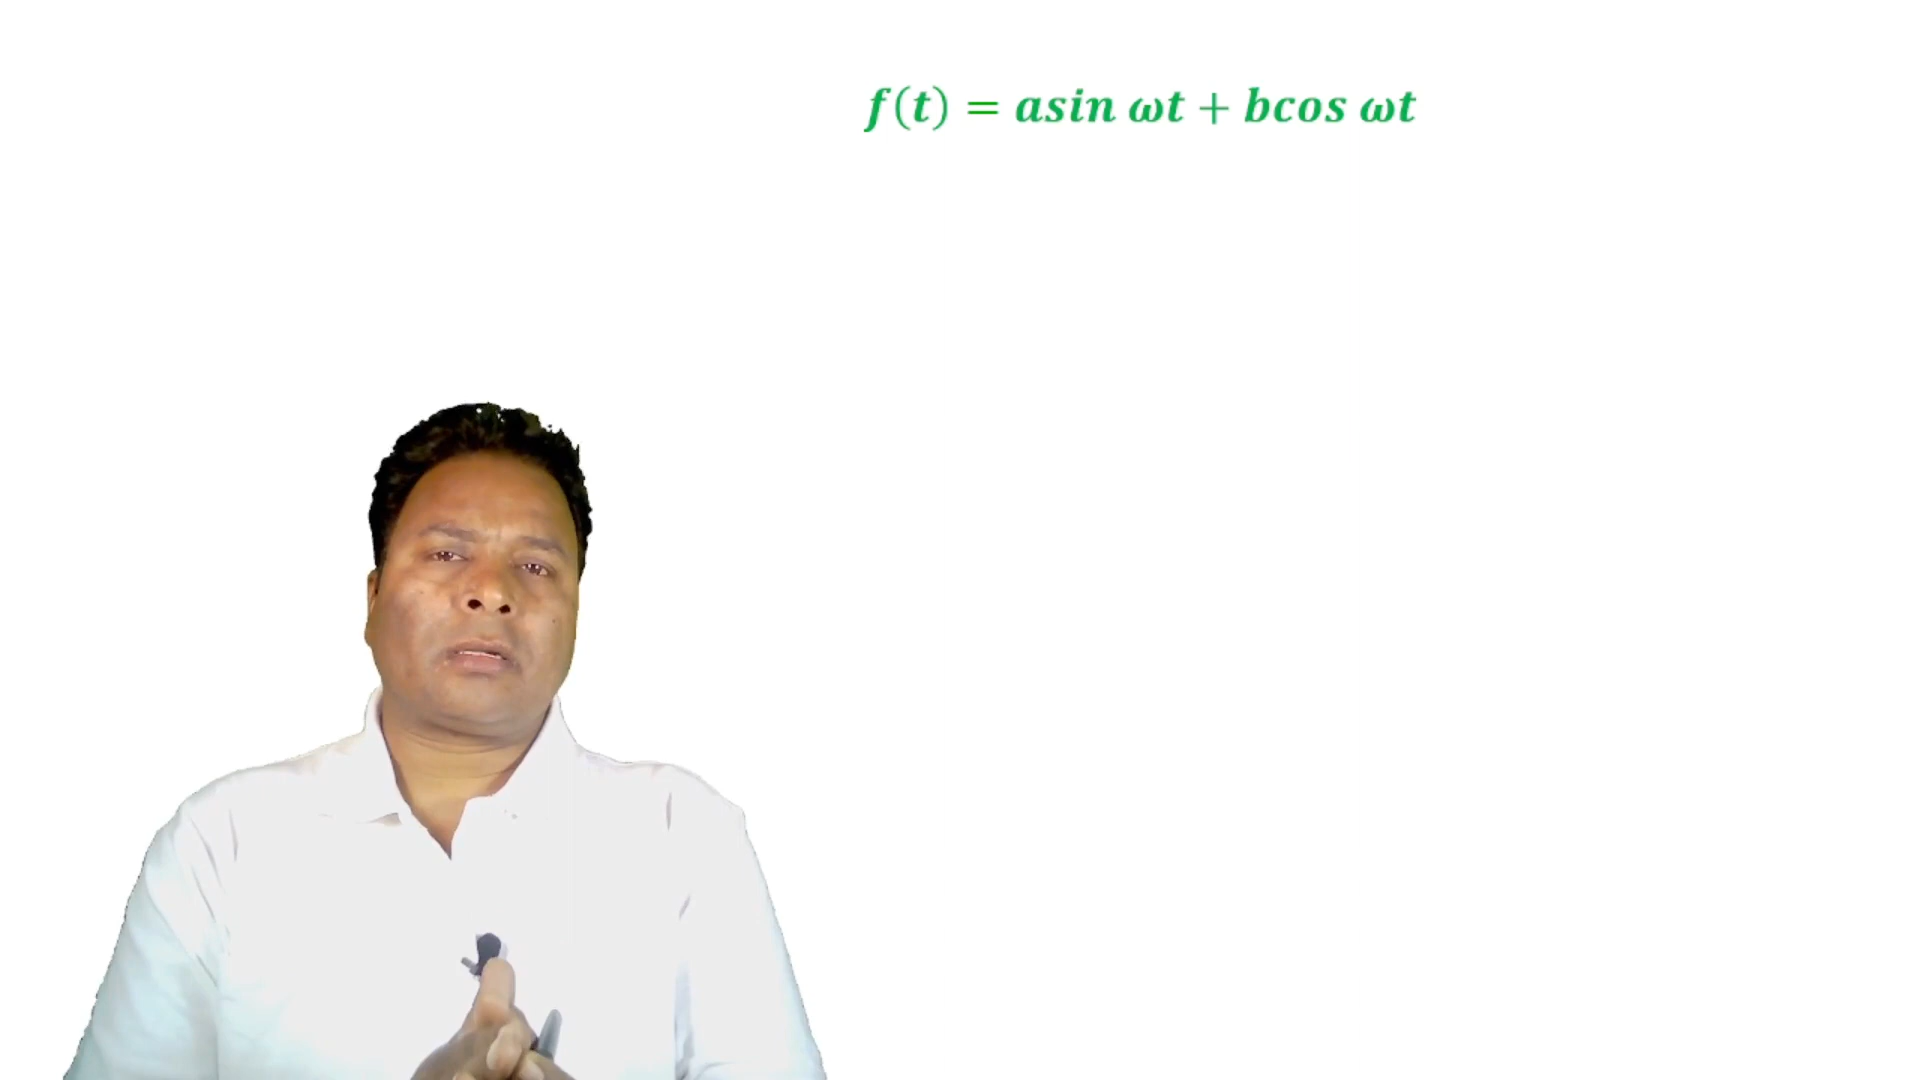 f(t) = asin ωt + bcos ωt